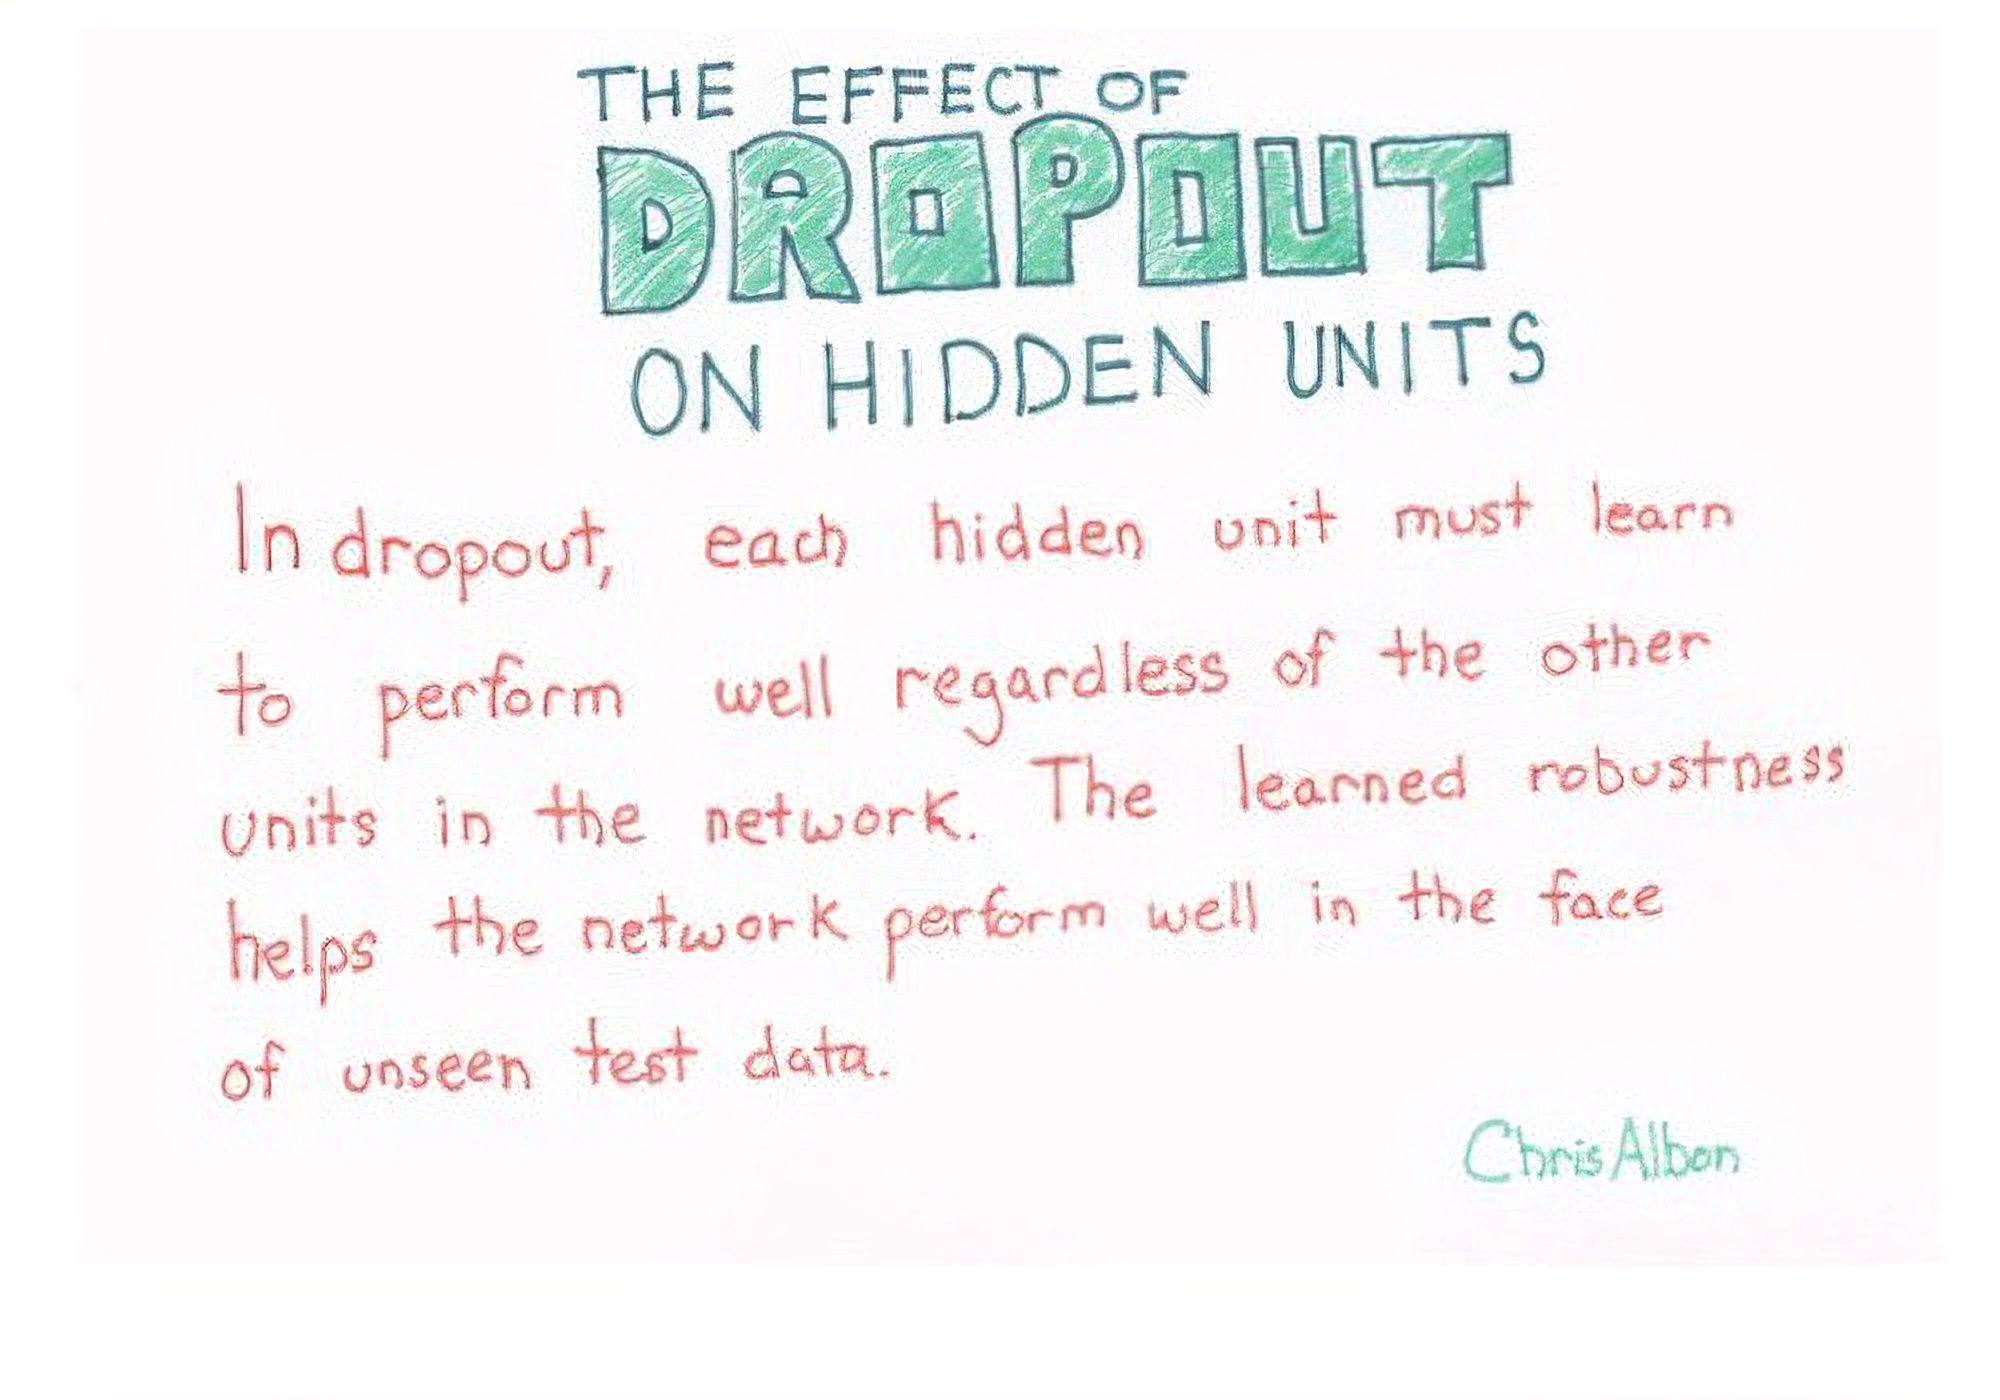 THE EFFECT OF
DROPOUT
ON HIDDEN UNITS
In dropout, each hidden unit must learn
to perform well regardless of the other
units in the network. The learned robustness
helps the network perform well in the face
of unseen test data.
Chris Albon